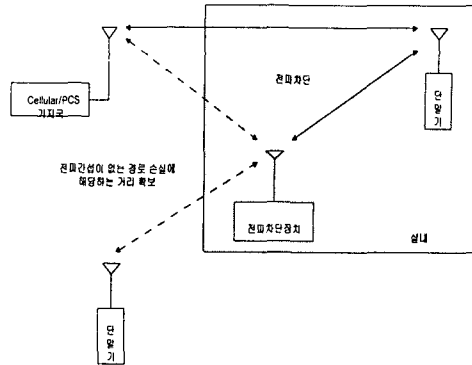 Cellular/PCS
기지국
전파차단
단
말
기
전파간섭이 없는 경로 손실에
해당하는 거리 확보
전파차단장치
실내
단
말
기